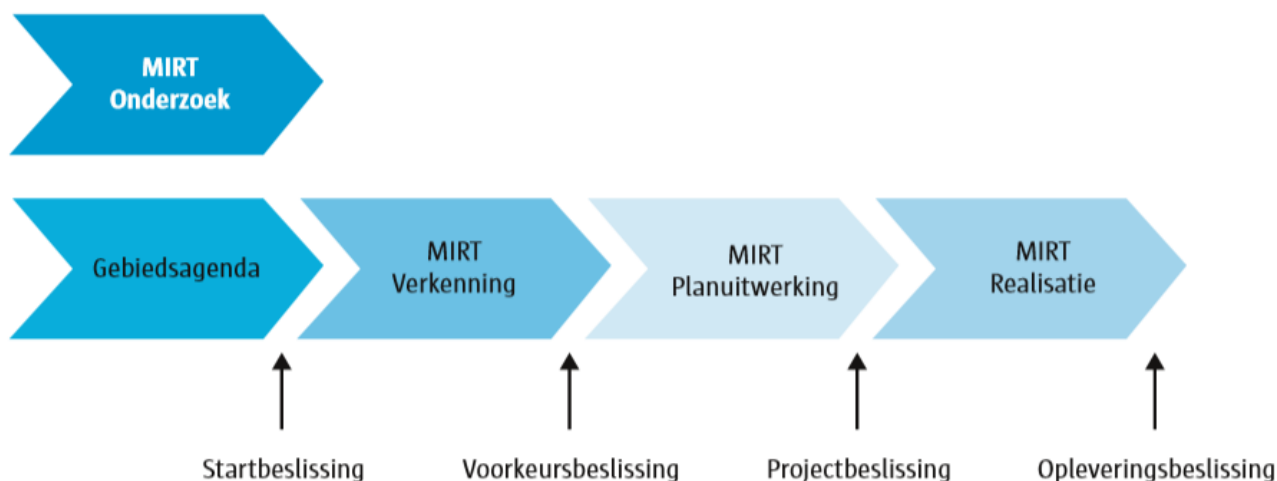 MIRT
Onderzoek
Gebiedsagenda
MIRT
Verkenning
MIRT
Planuitwerking
MIRT
Realisatie
Startbeslissing
Voorkeursbeslissing
Projectbeslissing
Opleveringsbeslissing